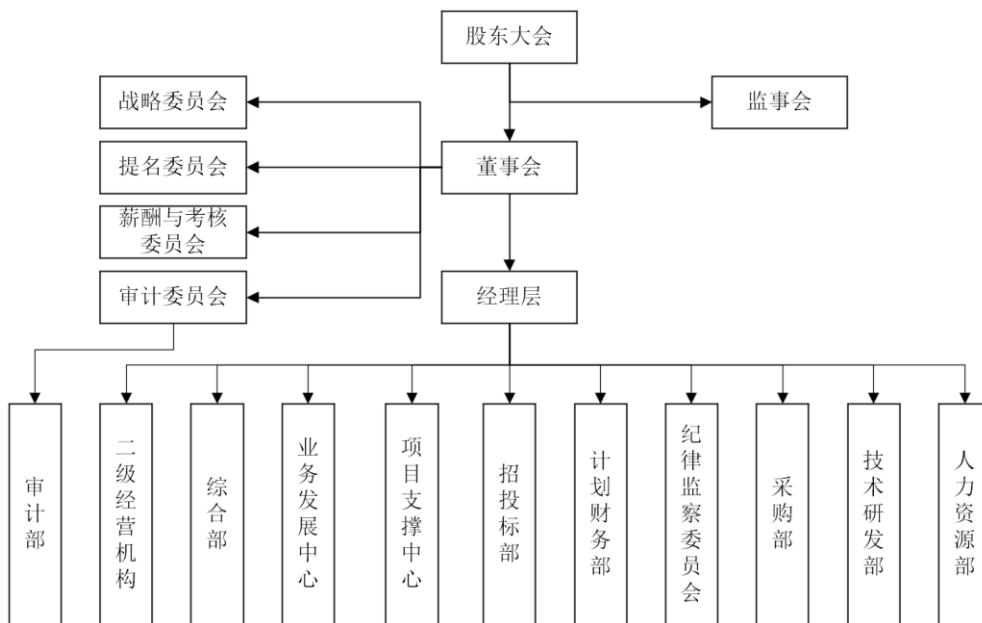 股东大会
战略委员会
监事会
提名委员会
董事会
薪酬与考核
委员会
审计委员会
经理层
审计部
二级经营机构
综合部
业务发展中心
项目支撑中心
招投标部
计划财务部
纪律监察委员会
采购部
技术研发部
人力资源部